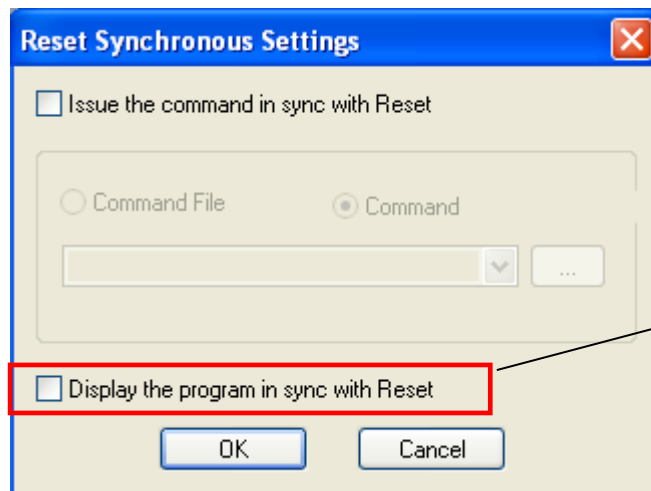 Reset Synchronous Settings
Issue the command in sync with Reset
Command File Command
...
Display the program in sync with Reset
OK Cancel